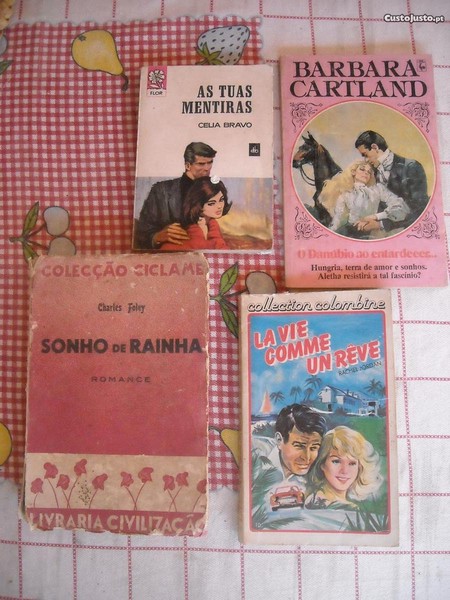 CustoJusto.pt
FLOR
AS TUAS
MENTIRAS
CELIA BRAVO
BARBARA
CARTLAND
O Danúbio ao entardecer...
Hungria, terra de amor e sonhos.
Aletha resistirá a tal fascínio?
COLECÇÃO CICLAME
Charles Foley
SONHO DE RAINHA
ROMANCE
LIVRARIA CIVILIZAÇÃO
collection colombine
LA VIE
COMME
UN RÊVE